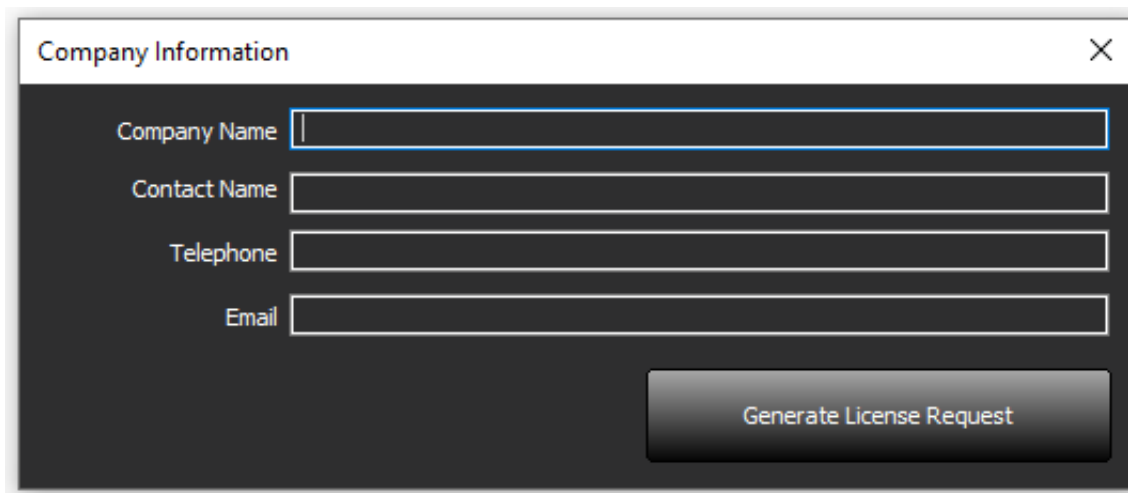 Company Information
Company Name
Contact Name
Telephone
Email
Generate License Request